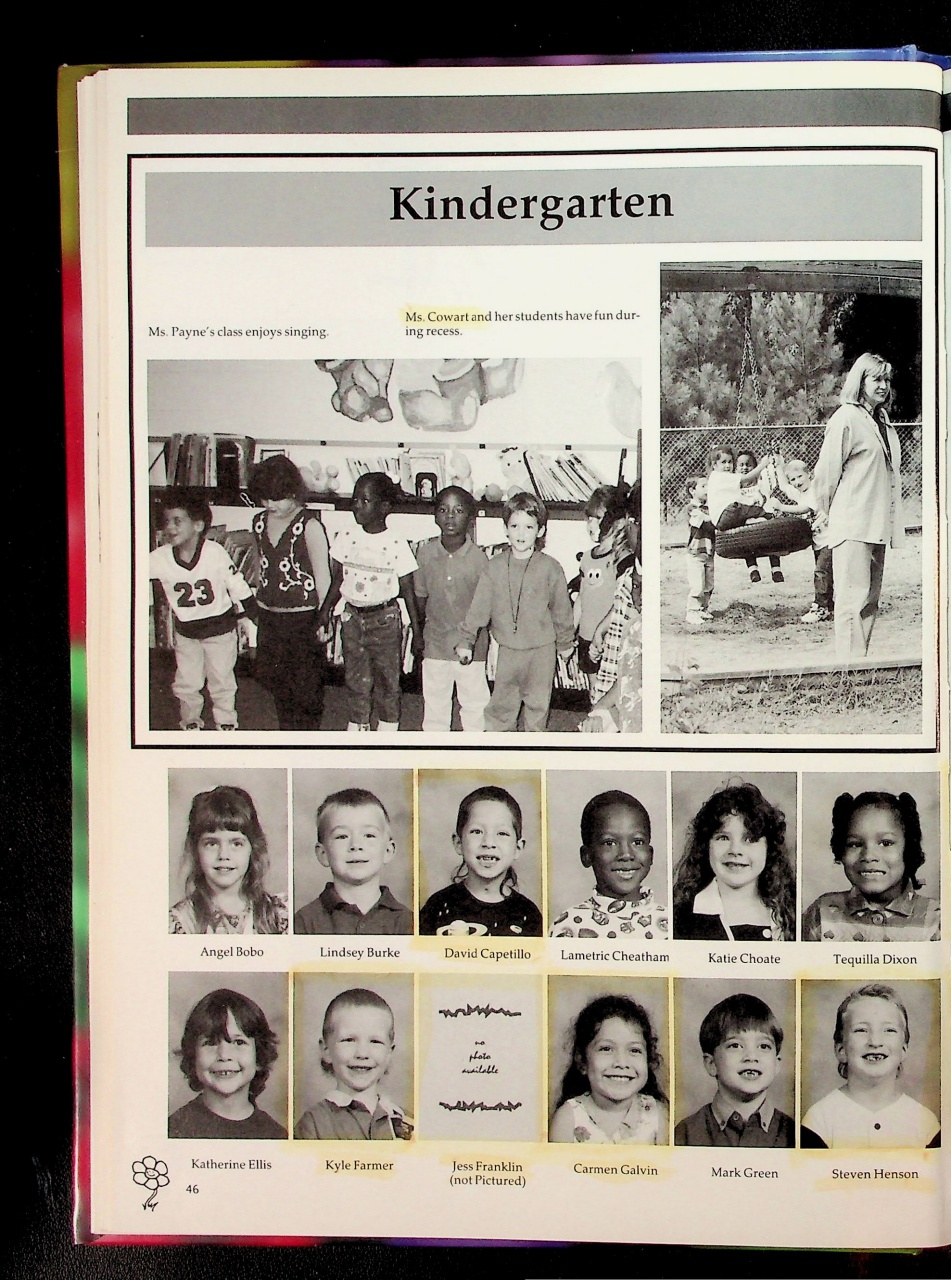 Kindergarten
Ms. Payne's class enjoys singing.
Ms. Cowart and her students have fun dur-
ing recess.
23
Angel Bobo
Lindsey Burke
David Capetillo
Lametric Cheatham
Katie Choate
Tequilla Dixon
no
photo
available
Katherine Ellis
Kyle Farmer
Jess Franklin
(not Pictured)
Carmen Galvin
Mark Green
Steven Henson
46